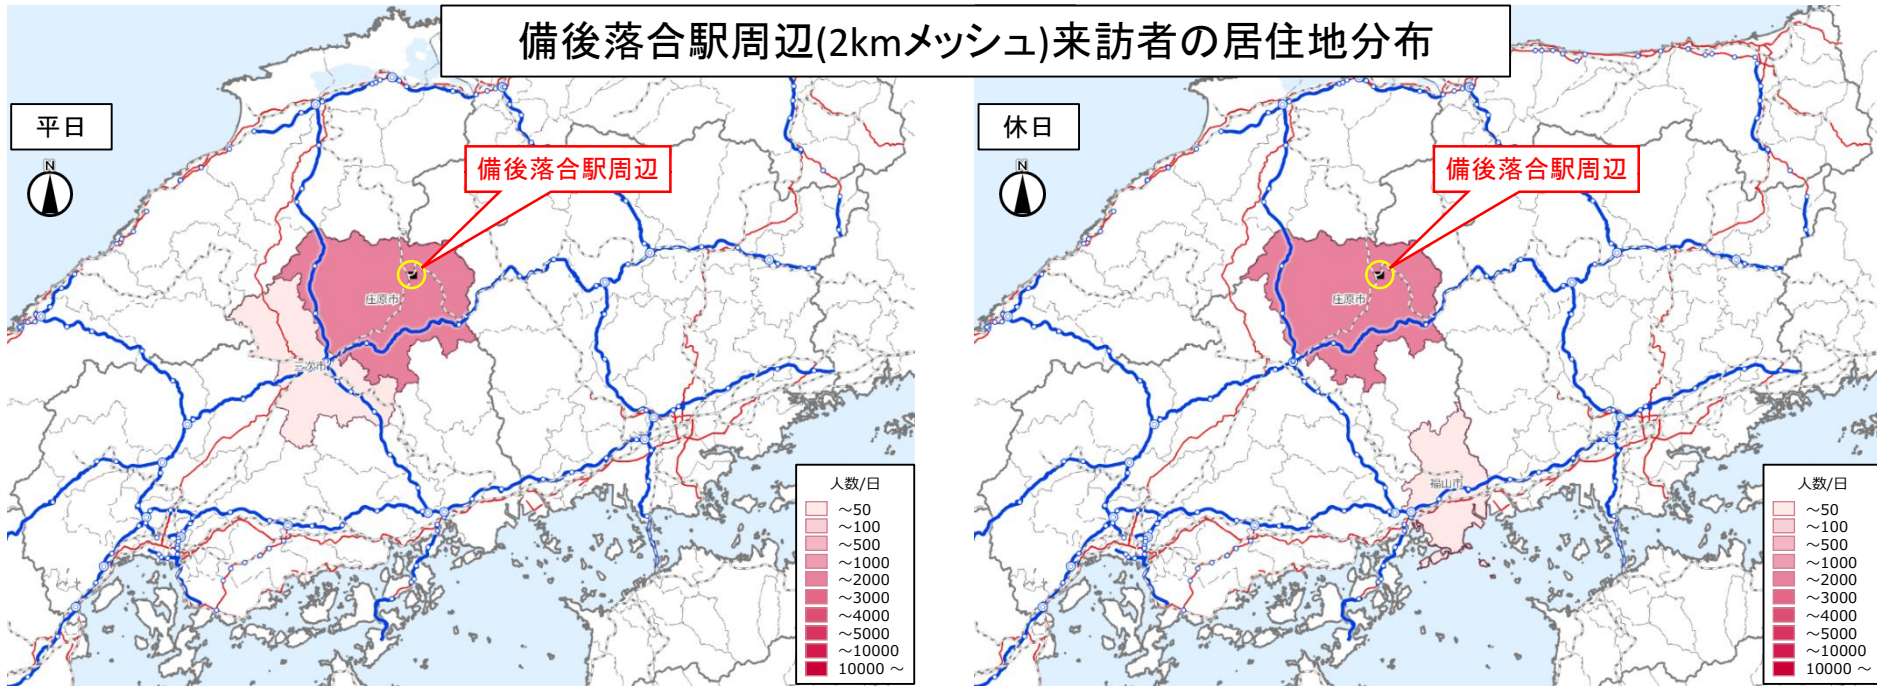 備後落合駅周辺(2kmメッシュ)来訪者の居住地分布
平日
N
備後落合駅周辺
庄原市
三次市
人数/日
～50
～100
～500
～1000
～2000
～3000
～4000
～5000
～10000
10000 ～
休日
N
備後落合駅周辺
庄原市
福山市
人数/日
～50
～100
～500
～1000
～2000
～3000
～4000
～5000
～10000
10000 ～